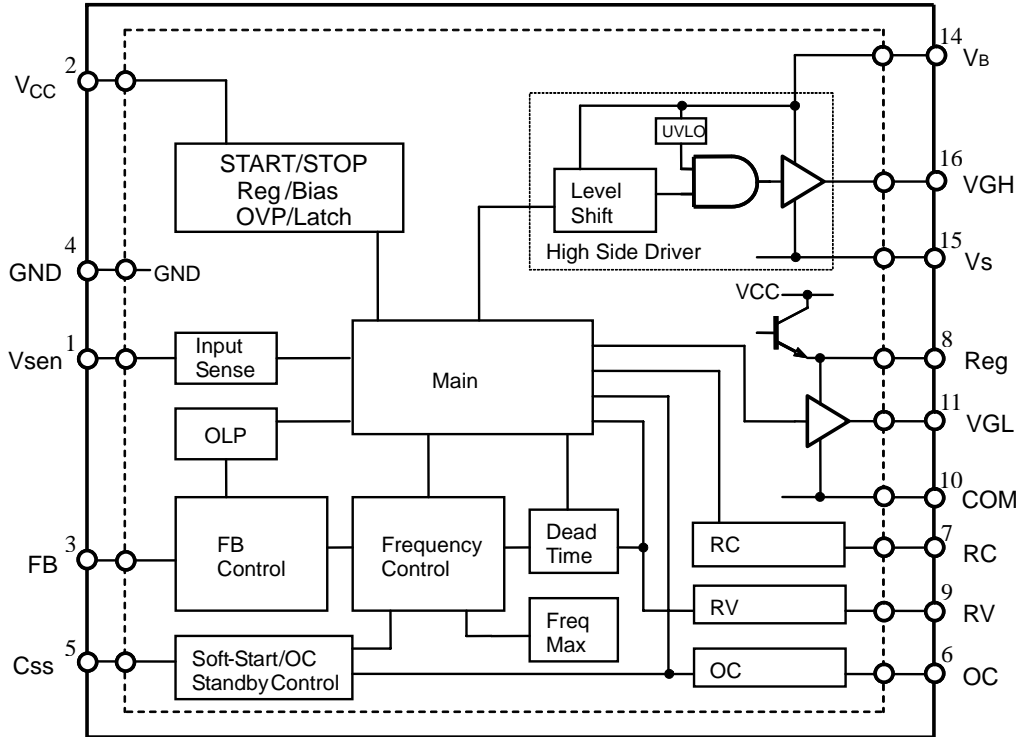 2
VCC
START/STOP
Reg/Bias
OVP/Latch
4
GND
GND
1
Vsen
Input
Sense
OLP
3
FB
FB
Control
5
Css
Soft-Start/OC
Standby Control
Main
Frequency
Control
Dead
Time
Freq
Max
UVLO
Level
Shift
High Side Driver
VCC
RC
RV
OC
14
VB
16
VGH
15
Vs
8
Reg
11
VGL
10
COM
7
RC
9
RV
6
OC